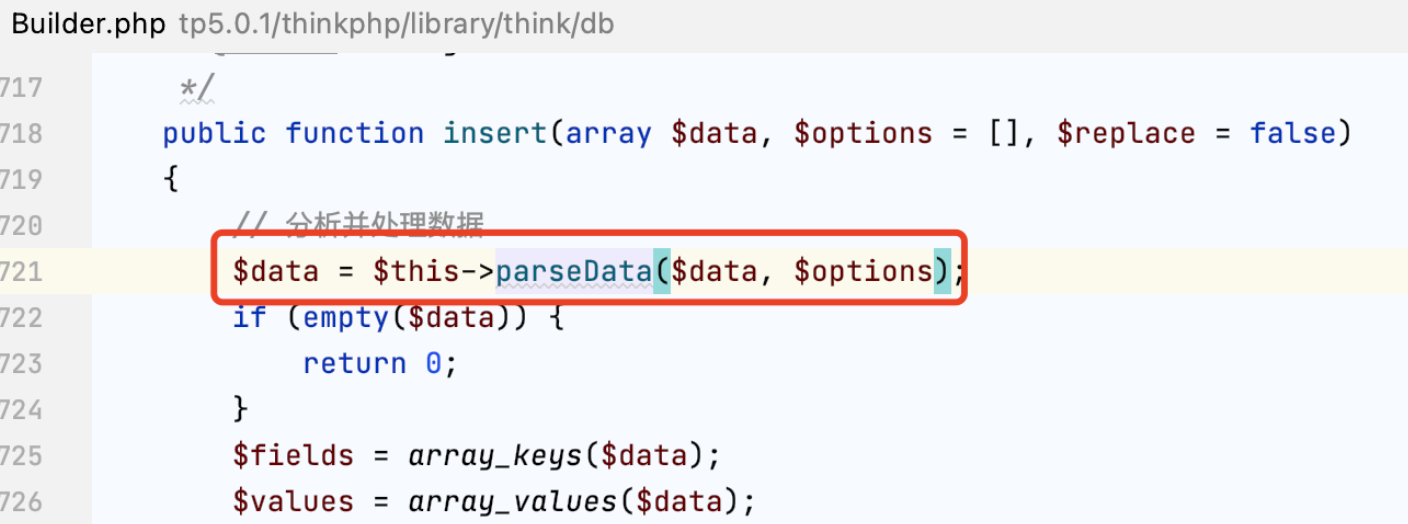 Builder.php tp5.0.1/thinkphp/library/think/db
717 */
718 public function insert(array $data, $options = [], $replace = false)
719 {
720 // 分析并处理数据
721 $data = $this->parseData($data, $options);
722 if (empty($data)) {
723 return 0;
724 }
725 $fields = array_keys($data);
726 $values = array_values($data);